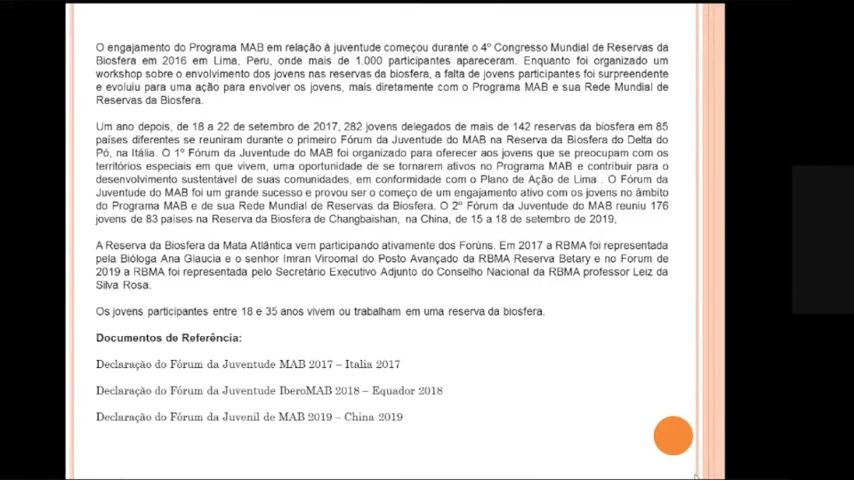 O engajamento do Programa MAB em relação à juventude começou durante o 4º Congresso Mundial de Reservas da
Biosfera em 2016 em Lima, Peru, onde mais de 1.000 participantes apareceram. Enquanto foi organizado um
workshop sobre o envolvimento dos jovens nas reservas da biosfera, a falta de jovens participantes foi surpreendente
e evoluiu para uma ação para envolver os jovens, mais diretamente com o Programa MAB e sua Rede Mundial de
Reservas da Biosfera.
Um ano depois, de 18 a 22 de setembro de 2017, 282 jovens delegados de mais de 142 reservas da biosfera em 85
países diferentes se reuniram durante o primeiro Fórum da Juventude do MAB na Reserva da Biosfera do Delta do
Pó, na Itália. O 1º Fórum da Juventude do MAB foi organizado para oferecer aos jovens que se preocupam com os
territórios especiais em que vivem, uma oportunidade de se tornarem ativos no Programa MAB e contribuir para o
desenvolvimento sustentável de suas comunidades, em conformidade com o Plano de Ação de Lima . O Fórum da
Juventude do MAB foi um grande sucesso e provou ser o começo de um engajamento ativo com os jovens no âmbito
do Programa MAB e de sua Rede Mundial de Reservas da Biosfera. O 2º Fórum da Juventude do MAB reuniu 176
jovens de 83 países na Reserva da Biosfera de Changbaishan, na China, de 15 a 18 de setembro de 2019,
A Reserva da Biosfera da Mata Atlântica vem participando ativamente dos Forúns. Em 2017 a RBMA foi representada
pela Bióloga Ana Glaucia e o senhor Imran Viroomal do Posto Avançado da RBMA Reserva Betary e no Forum de
2019 a RBMA foi representada pelo Secretário Executivo Adjunto do Conselho Nacional da RBMA professor Leiz da
Silva Rosa.
Os jovens participantes entre 18 e 35 anos vivem ou trabalham em uma reserva da biosfera.
Documentos de Referência:
Declaração do Fórum da Juventude MAB 2017 – Italia 2017
Declaração do Fórum da Juventude IberoMAB 2018 – Equador 2018
Declaração do Fórum da Juvenil de MAB 2019 – China 2019